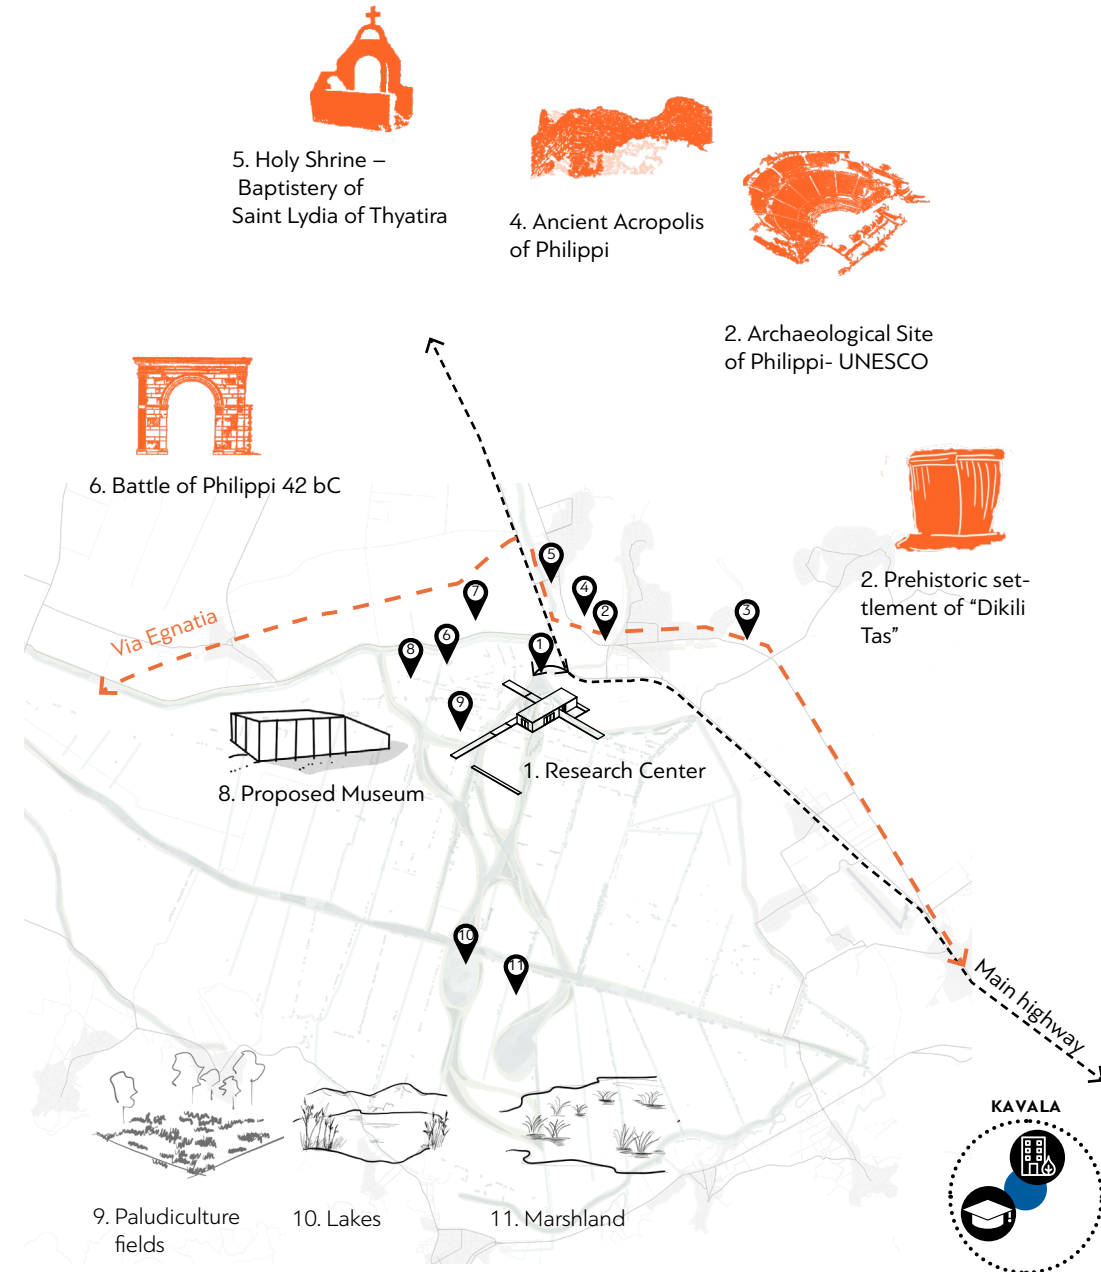 5. Holy Shrine –
Baptistery of
Saint Lydia of Thyatira
4. Ancient Acropolis
of Philippi
2. Archaeological Site
of Philippi- UNESCO
6. Battle of Philippi 42 bC
2. Prehistoric set-
tlement of “Dikili
Tas”
Via Egnatia
5
4
7
2
3
6
1
8
9
1. Research Center
8. Proposed Museum
10
11
Main highway
KAVALA
9. Paludiculture
fields
10. Lakes
11. Marshland